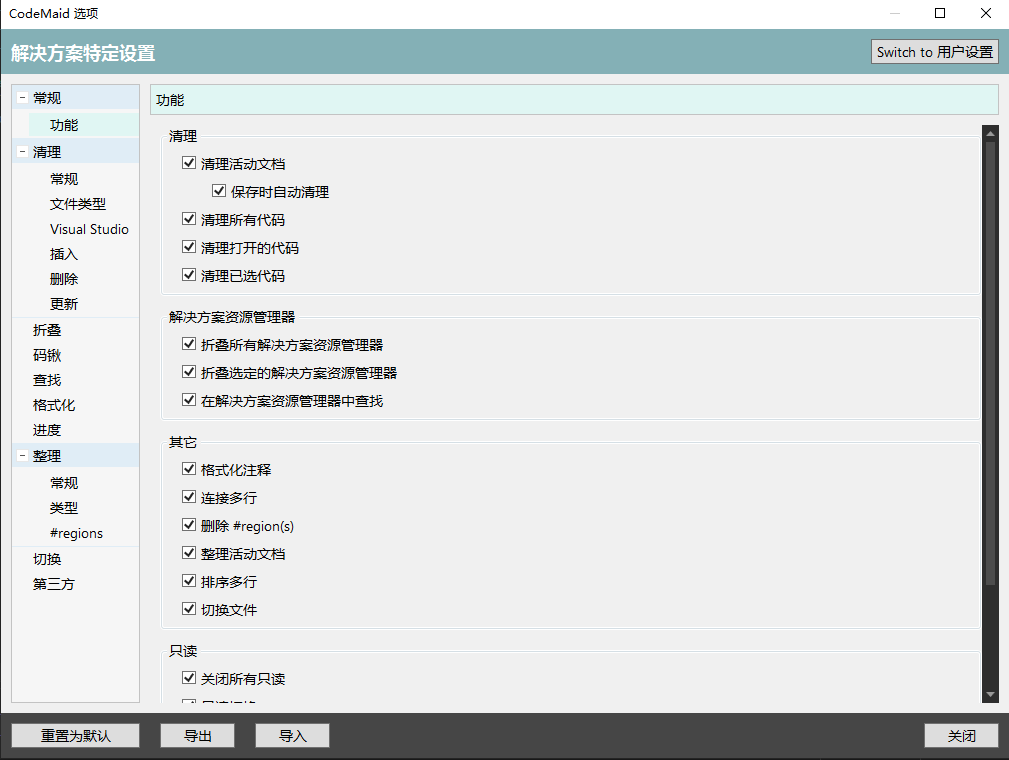 CodeMaid 选项
解决方案特定设置
Switch to 用户设置
常规
功能
清理
常规
文件类型
Visual Studio
插入
删除
更新
折叠
码锹
查找
格式化
进度
整理
常规
类型
#regions
切换
第三方
功能
清理
清理活动文档
保存时自动清理
清理所有代码
清理打开的代码
清理已选代码
解决方案资源管理器
折叠所有解决方案资源管理器
折叠选定的解决方案资源管理器
在解决方案资源管理器中查找
其它
格式化注释
连接多行
删除 #region(s)
整理活动文档
排序多行
切换文件
只读
关闭所有只读
重置为默认
导出
导入
关闭